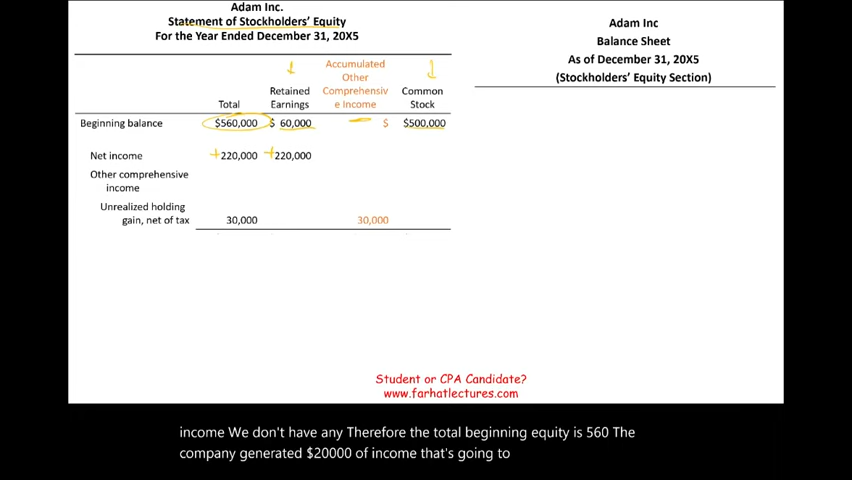 Adam Inc.
Statement of Stockholders' Equity
For the Year Ended December 31, 20X5
Total
Retained
Earnings
Accumulated
Other
Comprehensiv
e Income
Common
Stock
Beginning balance $560,000 $ 60,000 $ $500,000
Net income +220,000 +220,000
Other comprehensive
income
Unrealized holding
gain, net of tax 30,000 30,000
Adam Inc
Balance Sheet
As of December 31, 20X5
(Stockholders' Equity Section)
Student or CPA Candidate?
www.farhatlectures.com
income We don't have any Therefore the total beginning equity is 560 The
company generated $20000 of income that's going to